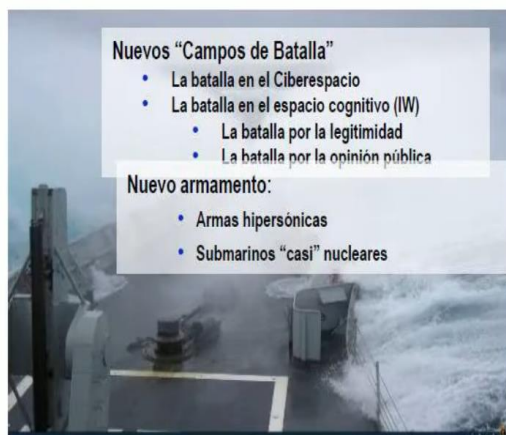 Nuevos “Campos de Batalla”
• La batalla en el Ciberespacio
• La batalla en el espacio cognitivo (IW)
• La batalla por la legitimidad
• La batalla por la opinión pública
Nuevo armamento:
• Armas hipersónicas
• Submarinos “casi” nucleares